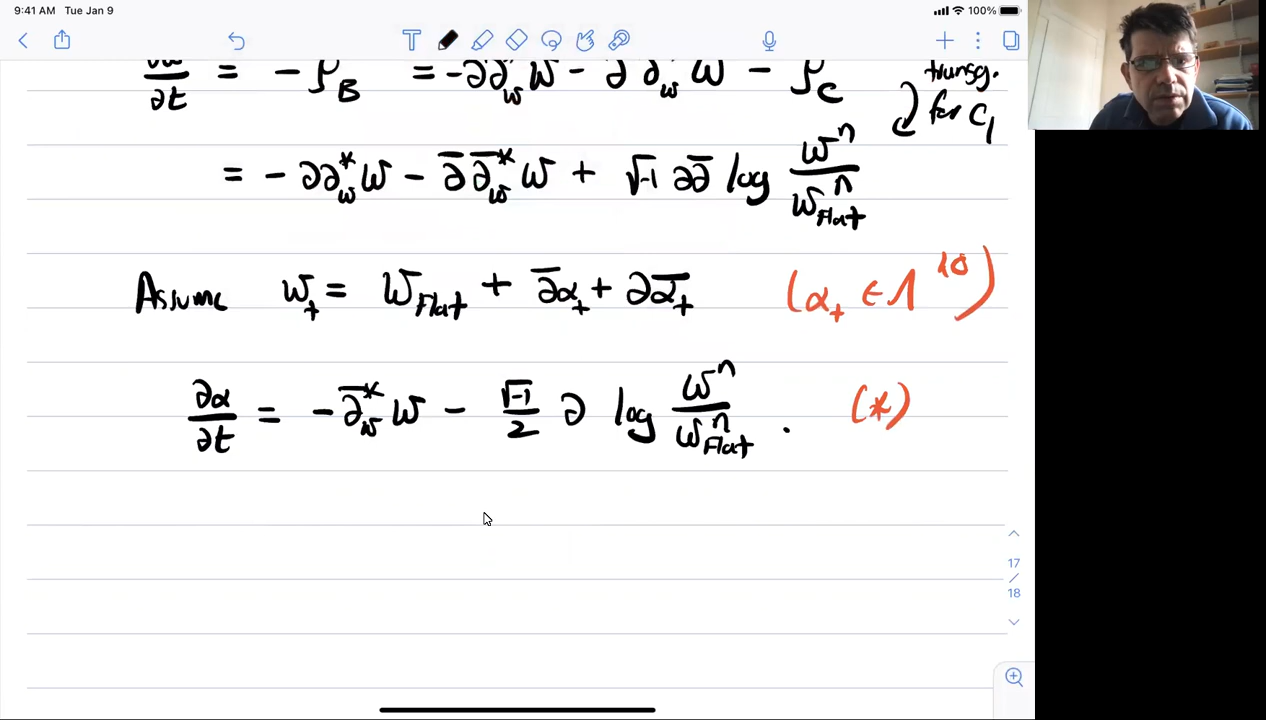 9:41 AM Tue Jan 9 100%
∂ω/∂t = − ρ_B = −∂∂*_ω ω − ∂̄∂̄*_ω ω − ρ_C
transg. for c_1
= − ∂∂*_ω ω − ∂̄∂̄*_ω ω + √-1 ∂∂̄ log ω^n/ω^n_Flat
Assume ω_t = ω_Flat + ∂̄α_t + ∂ᾱ_t (α_t ∈ Λ^10)
∂α/∂t = − ∂̄*_ω ω − √-1/2 ∂ log ω^n/ω^n_Flat . (*)
17
/
18